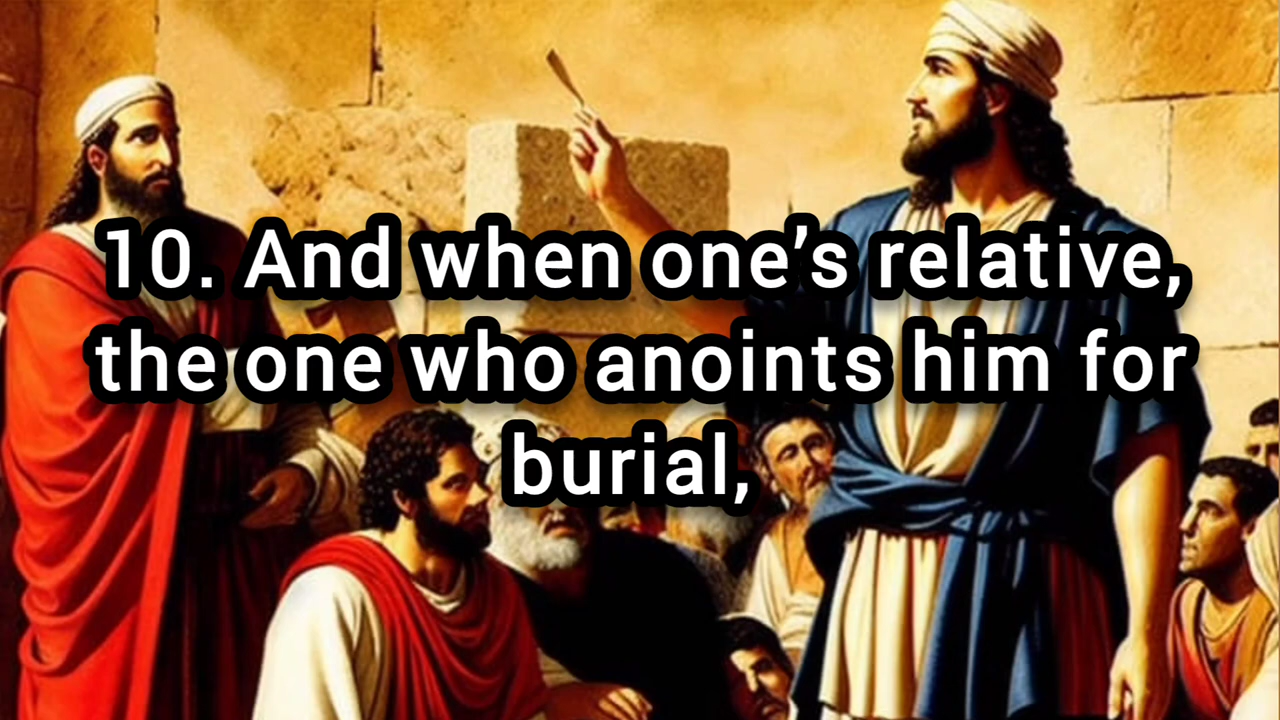 10. And when one’s relative,
the one who anoints him for
burial,